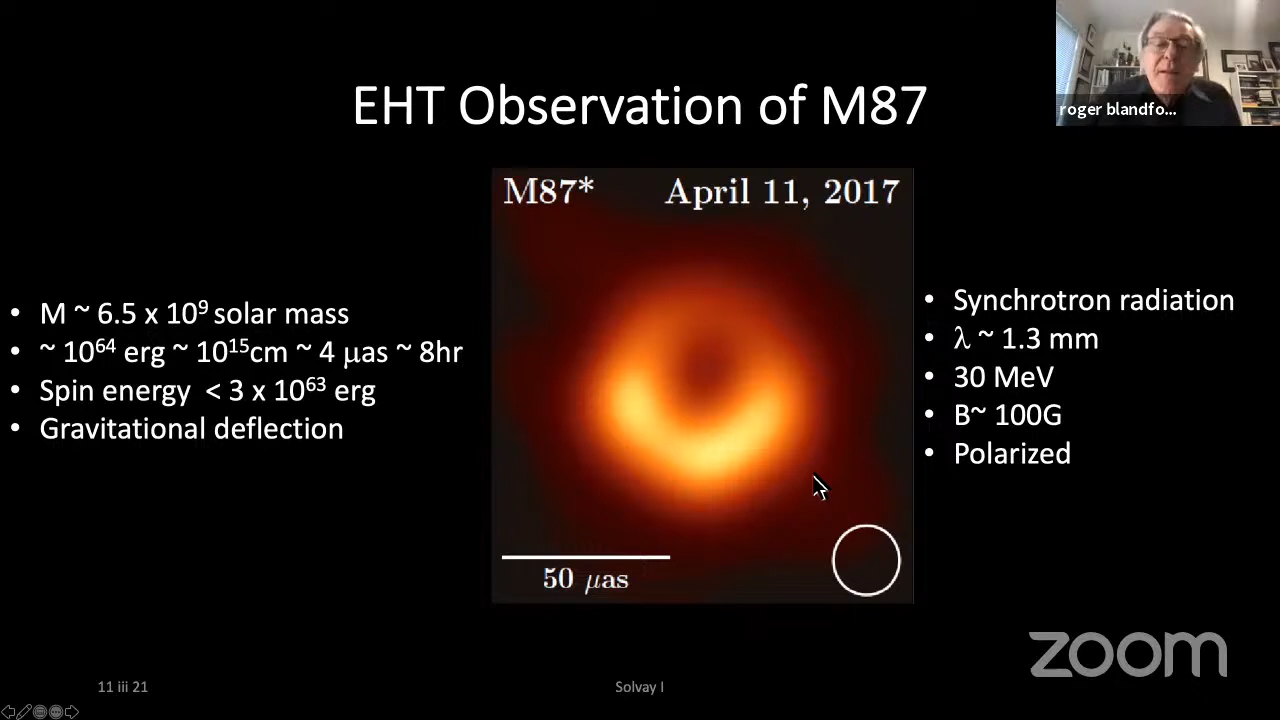 roger blandfo...
EHT Observation of M87
M87* April 11, 2017
• M ~ 6.5 x 10⁹ solar mass
• ~ 10⁶⁴ erg ~ 10¹⁵cm ~ 4 μas ~ 8hr
• Spin energy < 3 x 10⁶³ erg
• Gravitational deflection
• Synchrotron radiation
• λ ~ 1.3 mm
• 30 MeV
• B~ 100G
• Polarized
50 μas
zoom
11 iii 21
Solvay I